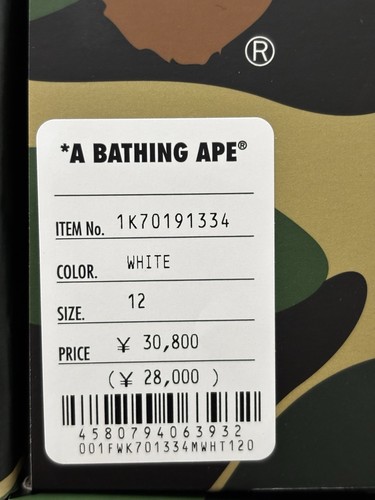 ®
*A BATHING APE®
ITEM No. 1K70191334
COLOR. WHITE
SIZE. 12
PRICE ¥ 30,800
(¥ 28,000 )
4580794063932
001FWK701334MWHT120